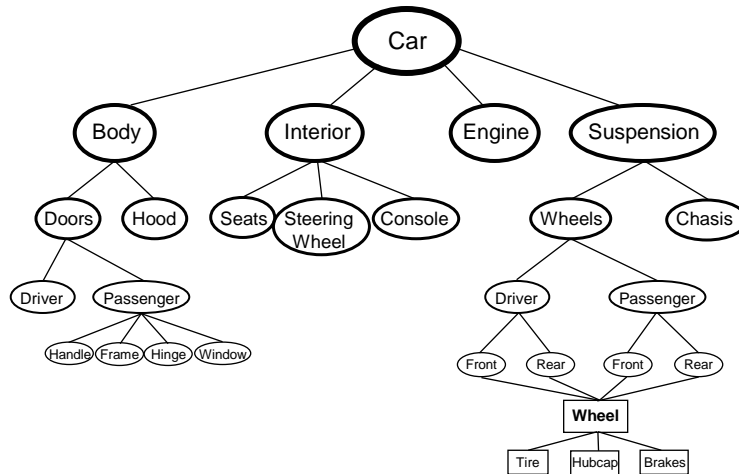 Car
Body
Interior
Engine
Suspension
Doors
Hood
Seats
Steering
Wheel
Console
Wheels
Chasis
Driver
Passenger
Driver
Passenger
Handle
Frame
Hinge
Window
Front
Rear
Front
Rear
Wheel
Tire
Hubcap
Brakes